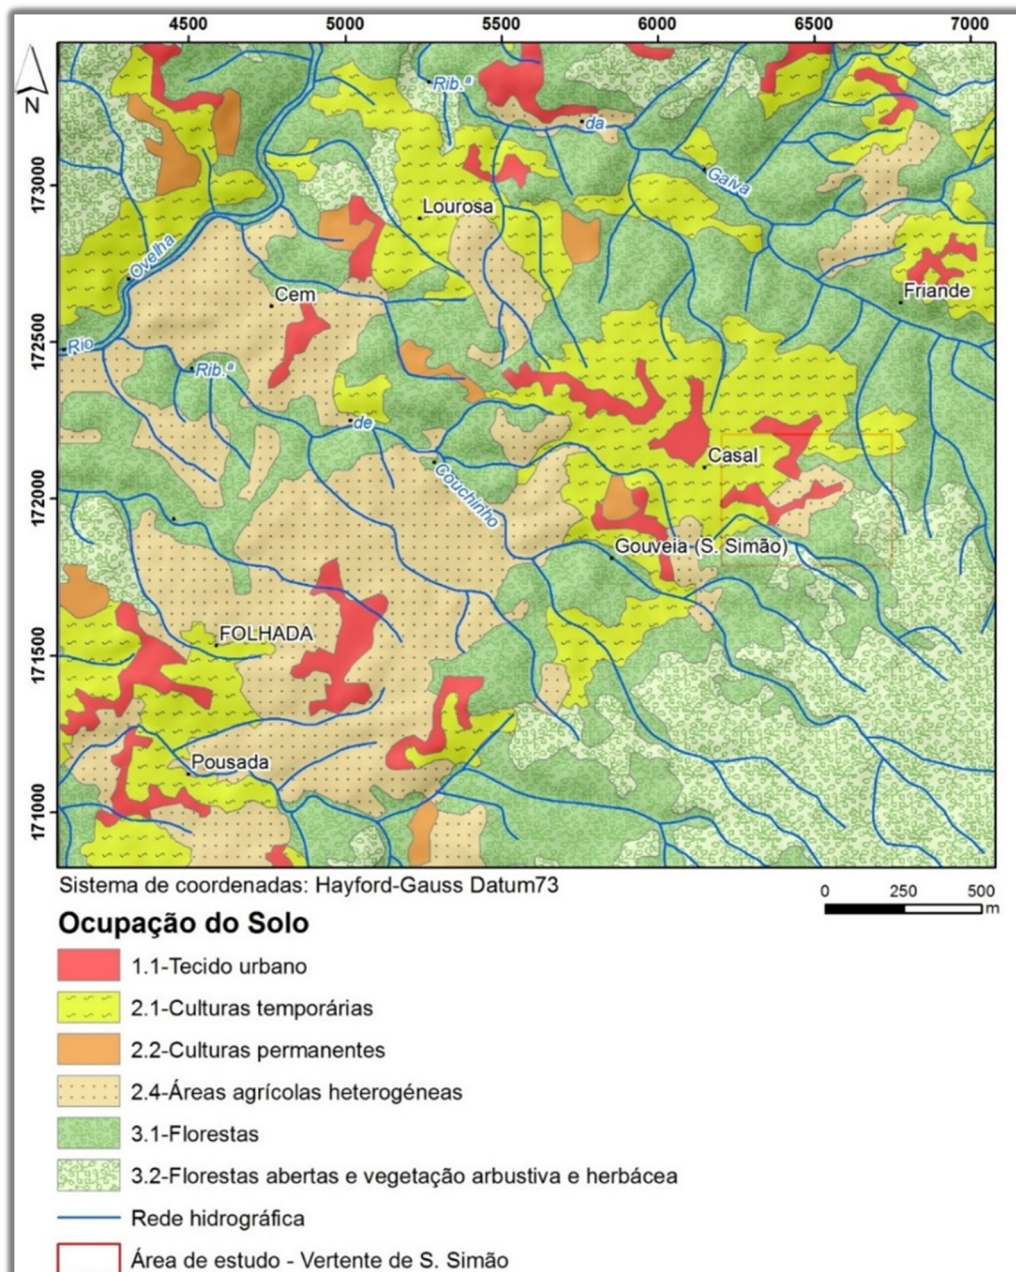 4500 5000 5500 6000 6500 7000
N
173000
172500
172000
171500
171000
Rib.ª
da
Gaiva
Lourosa
Ovelha
Cem
Friande
Rio
Rib.ª
de
Couchinho
Casal
Gouveia (S. Simão)
FOLHADA
Pousada
Sistema de coordenadas: Hayford-Gauss Datum73
0 250 500
m
Ocupação do Solo
1.1-Tecido urbano
2.1-Culturas temporárias
2.2-Culturas permanentes
2.4-Áreas agrícolas heterogéneas
3.1-Florestas
3.2-Florestas abertas e vegetação arbustiva e herbácea
Rede hidrográfica
Área de estudo - Vertente de S. Simão